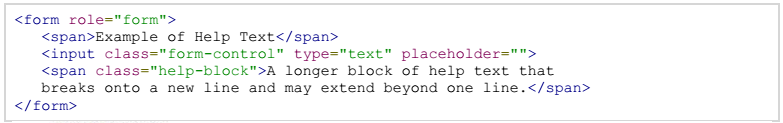 <form role="form">
<span>Example of Help Text</span>
<input class="form-control" type="text" placeholder="">
<span class="help-block">A longer block of help text that
breaks onto a new line and may extend beyond one line.</span>
</form>